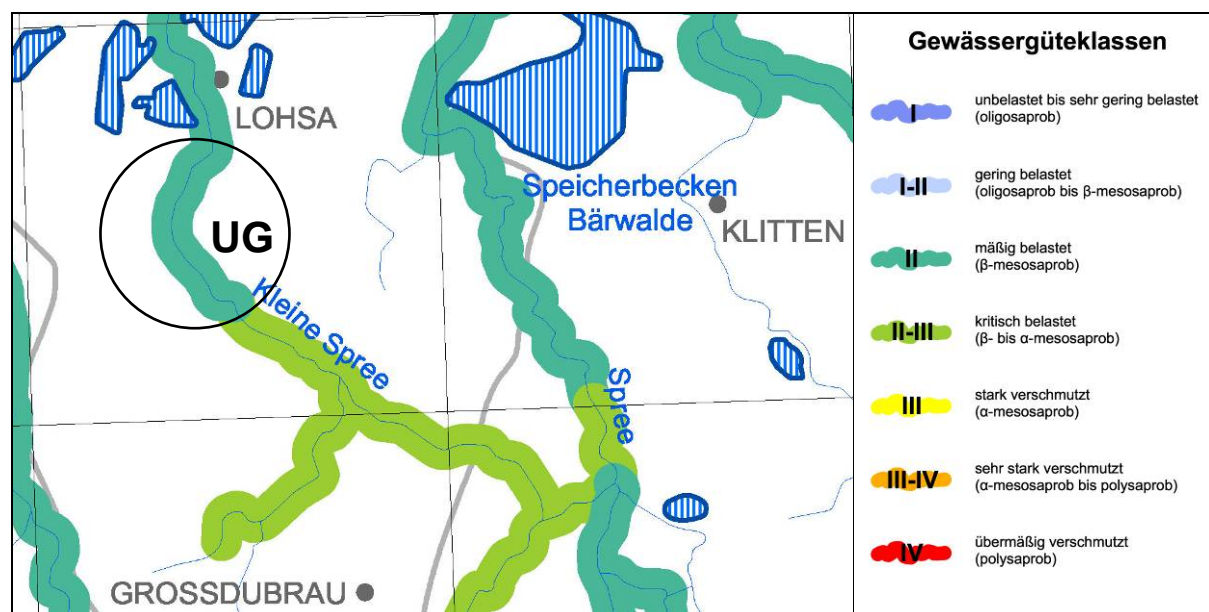 LOHSA
UG
Speicherbecken
Bärwalde
KLITTEN
Kleine Spree
Spree
GROSSDUBRAU
Gewässergüteklassen
I
unbelastet bis sehr gering belastet
(oligosaprob)
I-II
gering belastet
(oligosaprob bis β-mesosaprob)
II
mäßig belastet
(β-mesosaprob)
II-III
kritisch belastet
(β- bis α-mesosaprob)
III
stark verschmutzt
(α-mesosaprob)
III-IV
sehr stark verschmutzt
(α-mesosaprob bis polysaprob)
IV
übermäßig verschmutzt
(polysaprob)